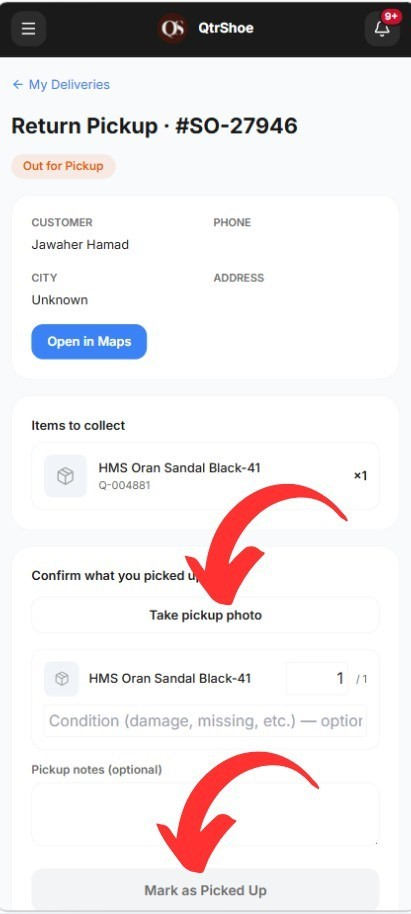 QS QtrShoe 9+
← My Deliveries
Return Pickup · #SO-27946
Out for Pickup
CUSTOMER PHONE
Jawaher Hamad
CITY ADDRESS
Unknown
Open in Maps
Items to collect
HMS Oran Sandal Black-41 ×1
Q-004881
Confirm what you picked
Take pickup photo
HMS Oran Sandal Black-41 1 / 1
Condition (damage, missing, etc.) — option
Pickup notes (optional)
Mark as Picked Up